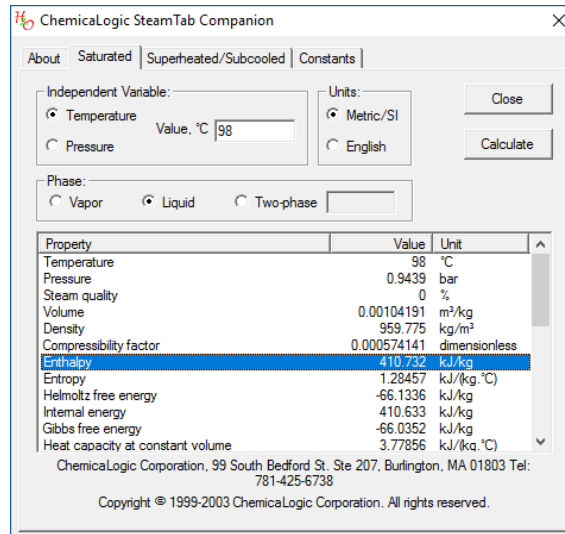 ChemicaLogic SteamTab Companion
About Saturated Superheated/Subcooled Constants
Independent Variable:
Temperature
Pressure
Value, °C 98
Units:
Metric/SI
English
Close
Calculate
Phase:
Vapor Liquid Two-phase
Property Value Unit
Temperature 98 °C
Pressure 0.9439 bar
Steam quality 0 %
Volume 0.00104191 m³/kg
Density 959.775 kg/m³
Compressibility factor 0.000574141 dimensionless
Enthalpy 410.732 kJ/kg
Entropy 1.28457 kJ/(kg.°C)
Helmoltz free energy -66.1336 kJ/kg
Internal energy 410.633 kJ/kg
Gibbs free energy -66.0352 kJ/kg
Heat capacity at constant volume 3.77856 kJ/(kg.°C)
ChemicaLogic Corporation, 99 South Bedford St. Ste 207, Burlington, MA 01803 Tel:
781-425-6738
Copyright © 1999-2003 ChemicaLogic Corporation. All rights reserved.